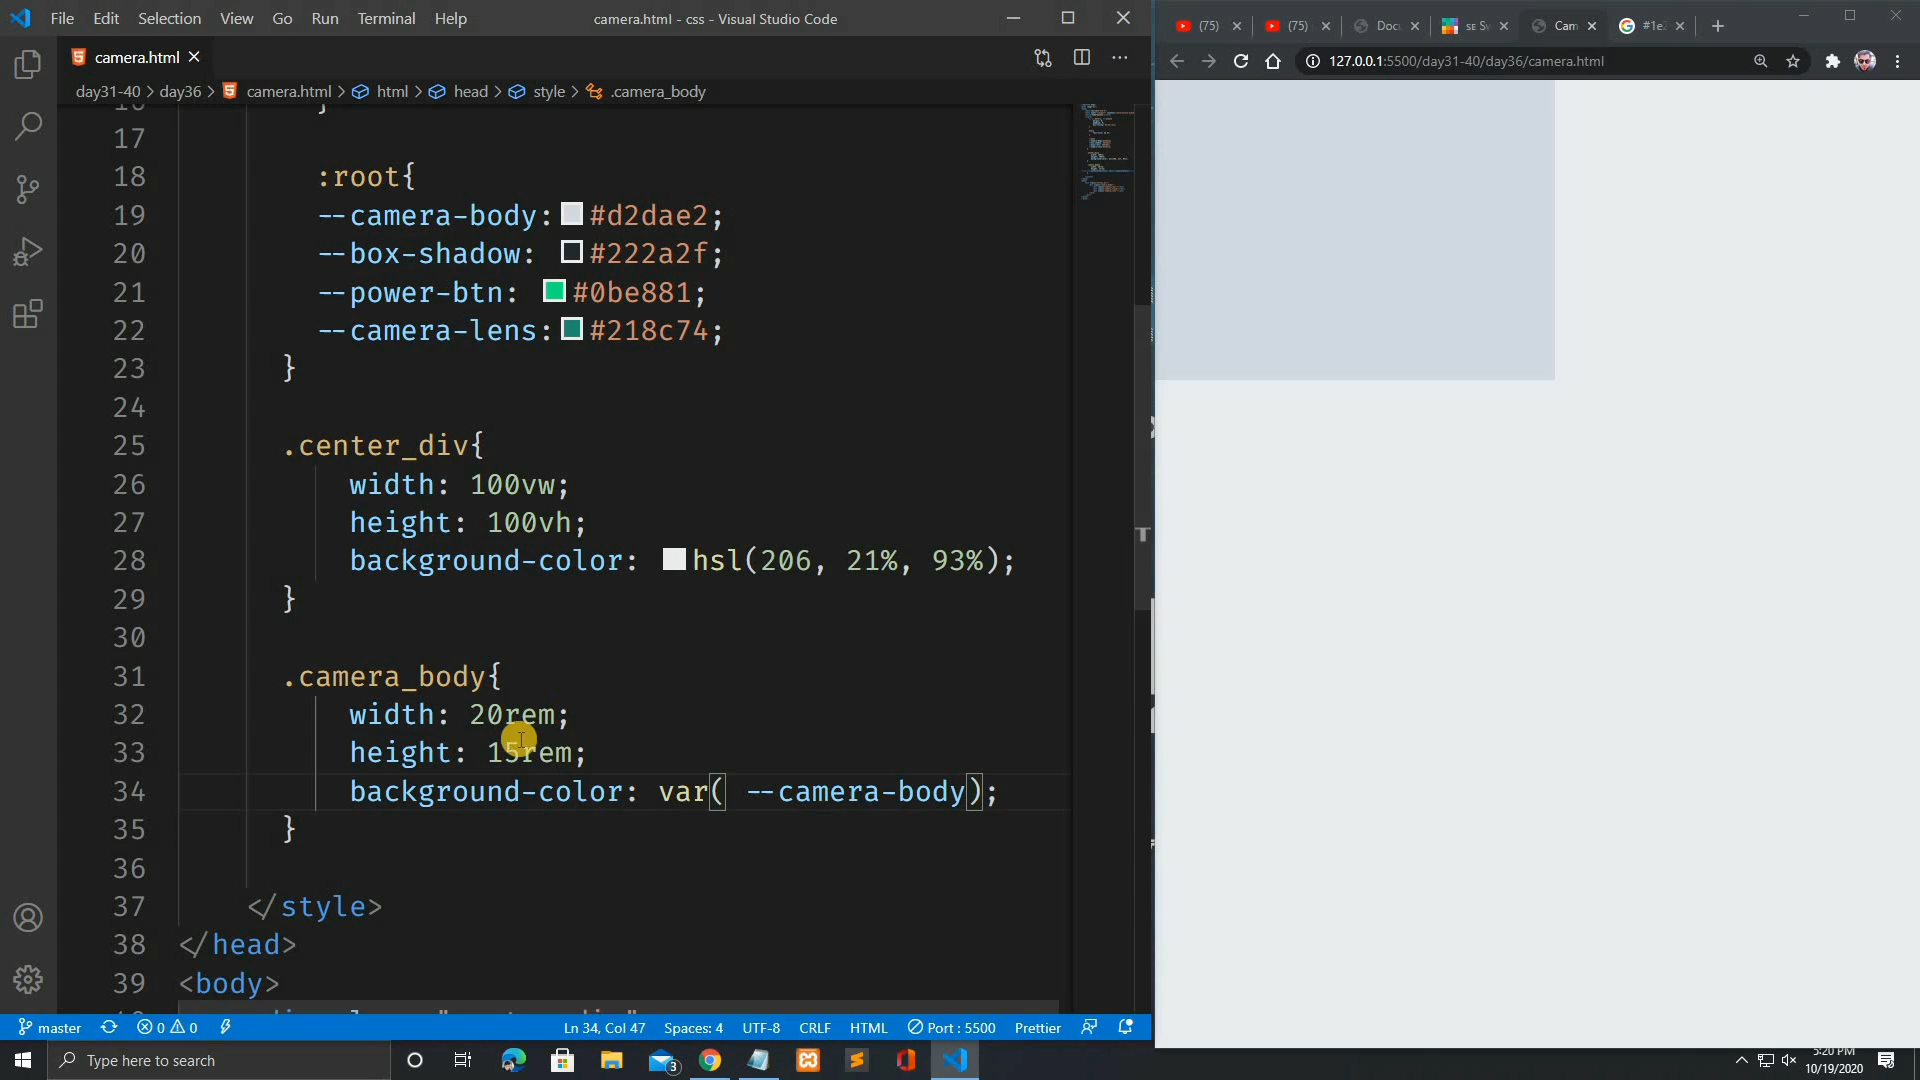 File Edit Selection View Go Run Terminal Help
camera.html - css - Visual Studio Code
camera.html
day31-40 > day36 > camera.html > html > head > style > .camera_body
17
18 :root{
19 --camera-body: #d2dae2;
20 --box-shadow: #222a2f;
21 --power-btn: #0be881;
22 --camera-lens: #218c74;
23 }
24
25 .center_div{
26 width: 100vw;
27 height: 100vh;
28 background-color: hsl(206, 21%, 93%);
29 }
30
31 .camera_body{
32 width: 20rem;
33 height: 15rem;
34 background-color: var( --camera-body);
35 }
36
37 </style>
38 </head>
39 <body>
master 0 0 Ln 34, Col 47 Spaces: 4 UTF-8 CRLF HTML Port : 5500 Prettier
(75) (75) Doc SE Sw Cam #1e
127.0.0.1:5500/day31-40/day36/camera.html
Type here to search
3
5:20 PM
10/19/2020